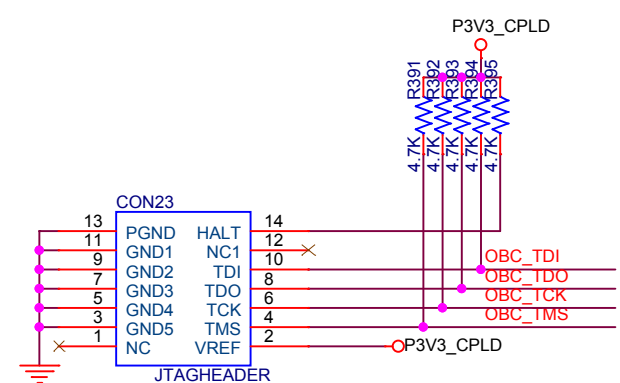 P3V3_CPLD
R391
R392
R393
R394
R395
4.7K
4.7K
4.7K
4.7K
4.7K
CON23
13 PGND HALT 14
11 GND1 NC1 12
9 GND2 TDI 10 OBC_TDI
7 GND3 TDO 8 OBC_TDO
5 GND4 TCK 6 OBC_TCK
3 GND5 TMS 4 OBC_TMS
1 NC VREF 2 P3V3_CPLD
JTAGHEADER